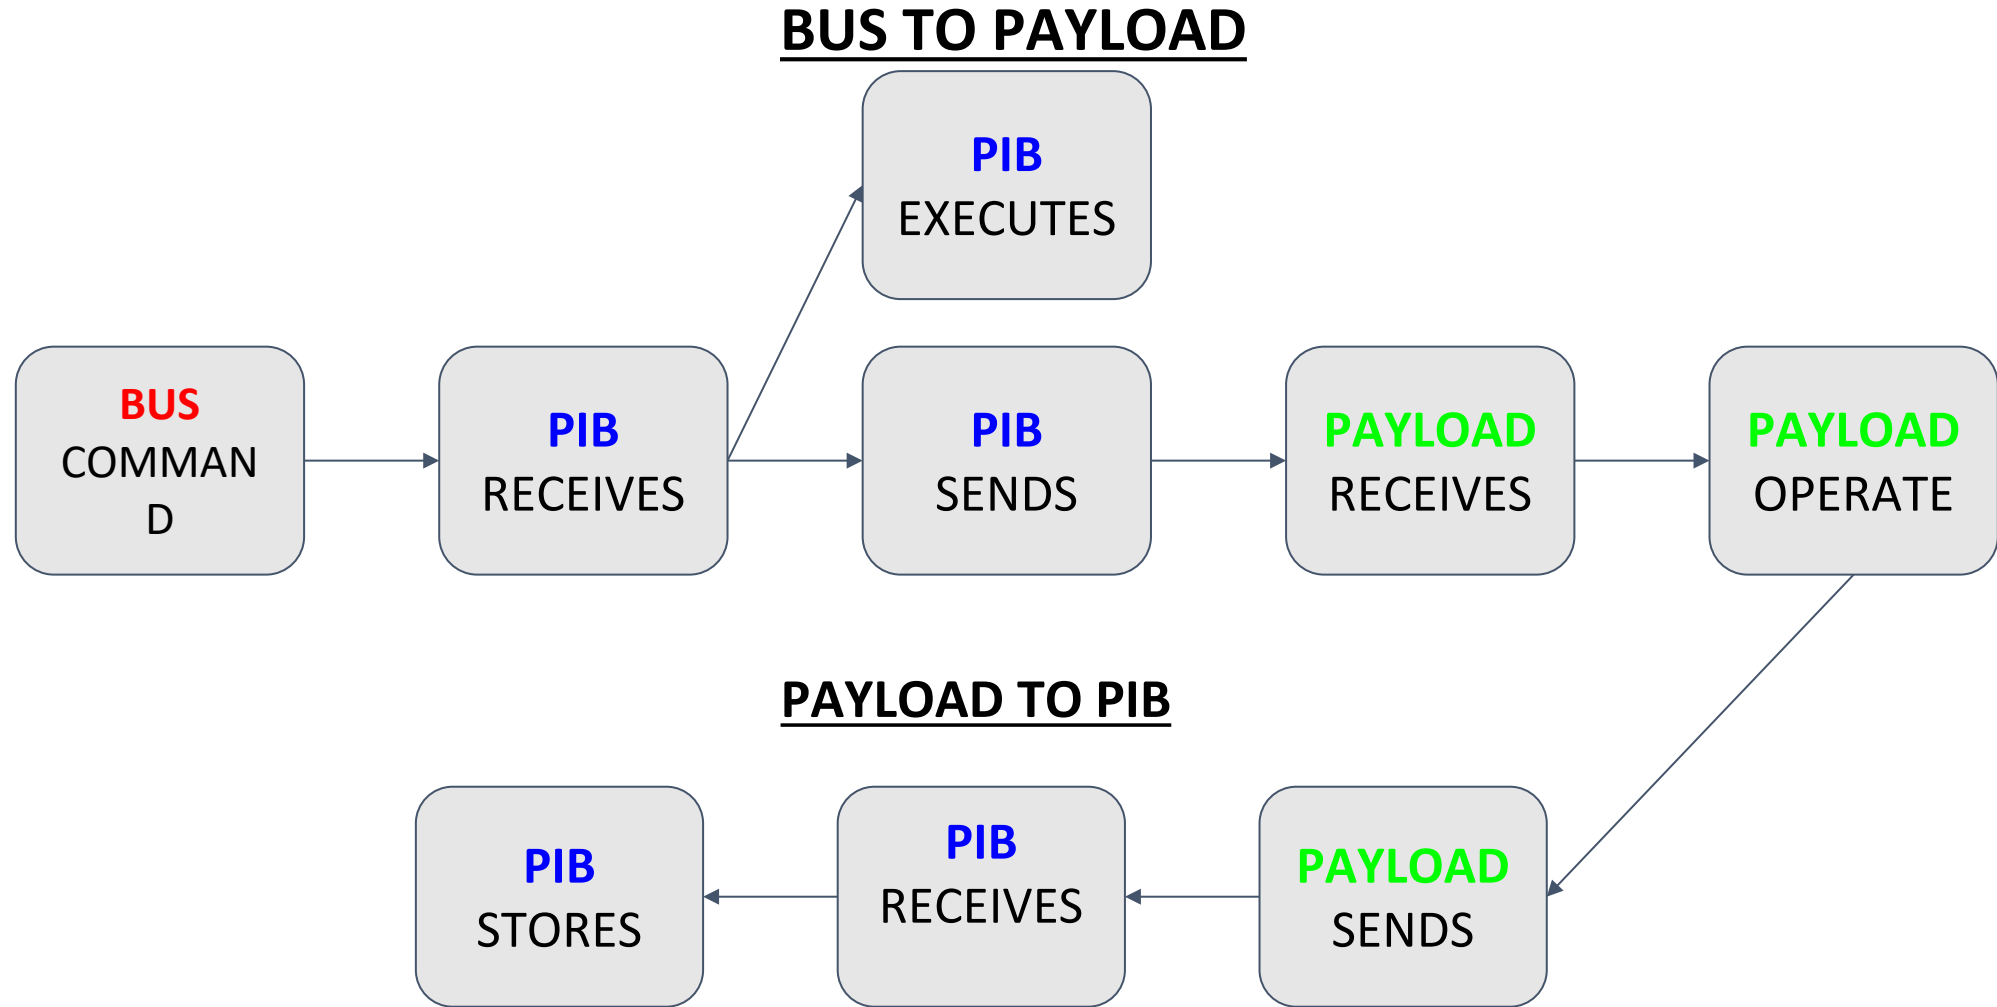 BUS TO PAYLOAD
PIB
EXECUTES
BUS
COMMAN
D
PIB
RECEIVES
PIB
SENDS
PAYLOAD
RECEIVES
PAYLOAD
OPERATE
PAYLOAD TO PIB
PIB
STORES
PIB
RECEIVES
PAYLOAD
SENDS